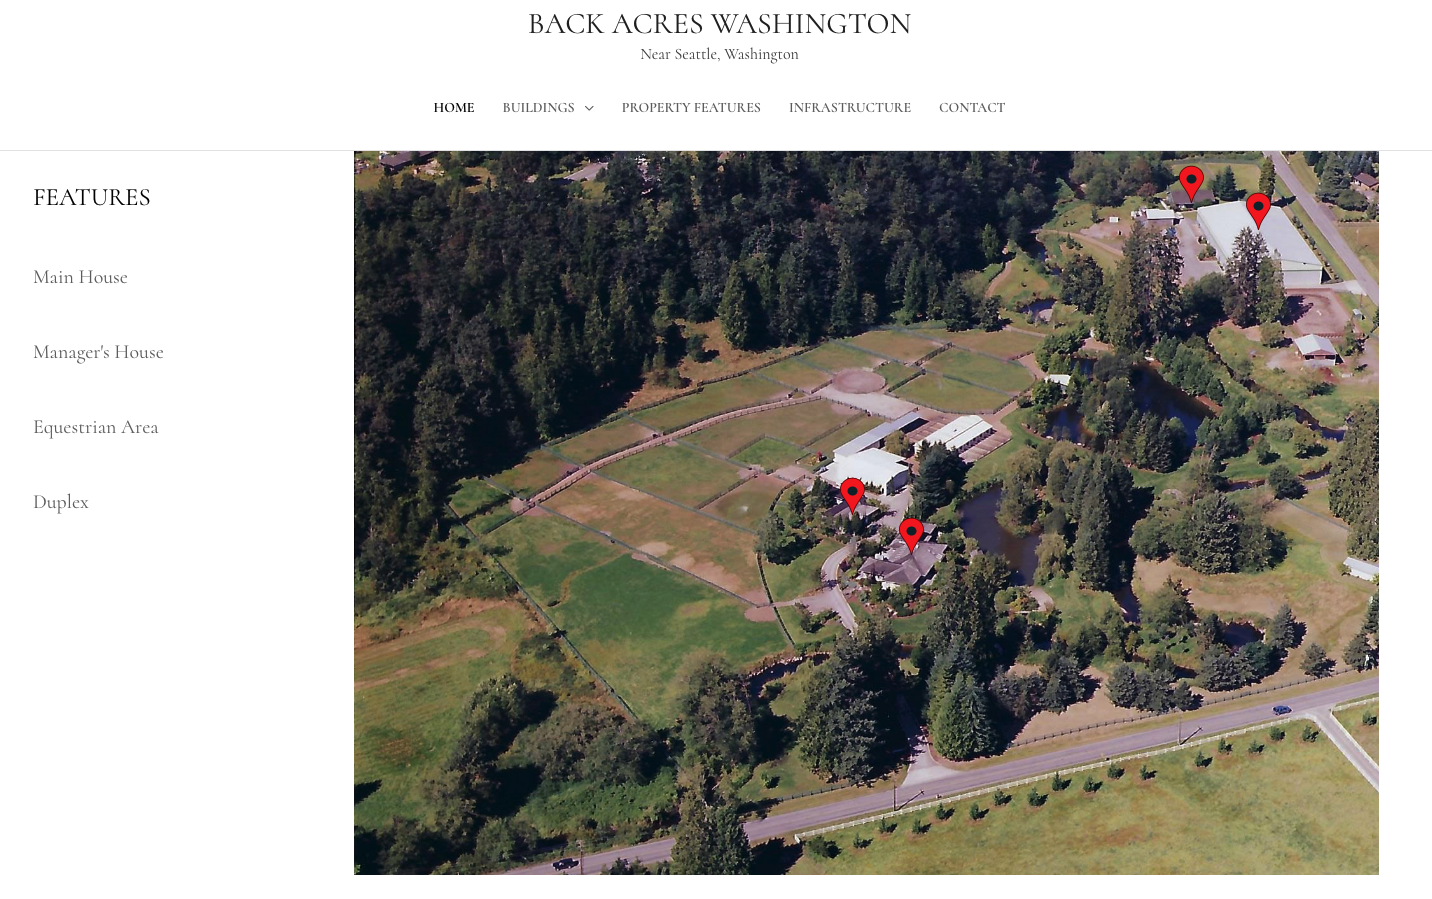 BACK ACRES WASHINGTON
Near Seattle, Washington
HOME BUILDINGS PROPERTY FEATURES INFRASTRUCTURE CONTACT
FEATURES
Main House
Manager's House
Equestrian Area
Duplex